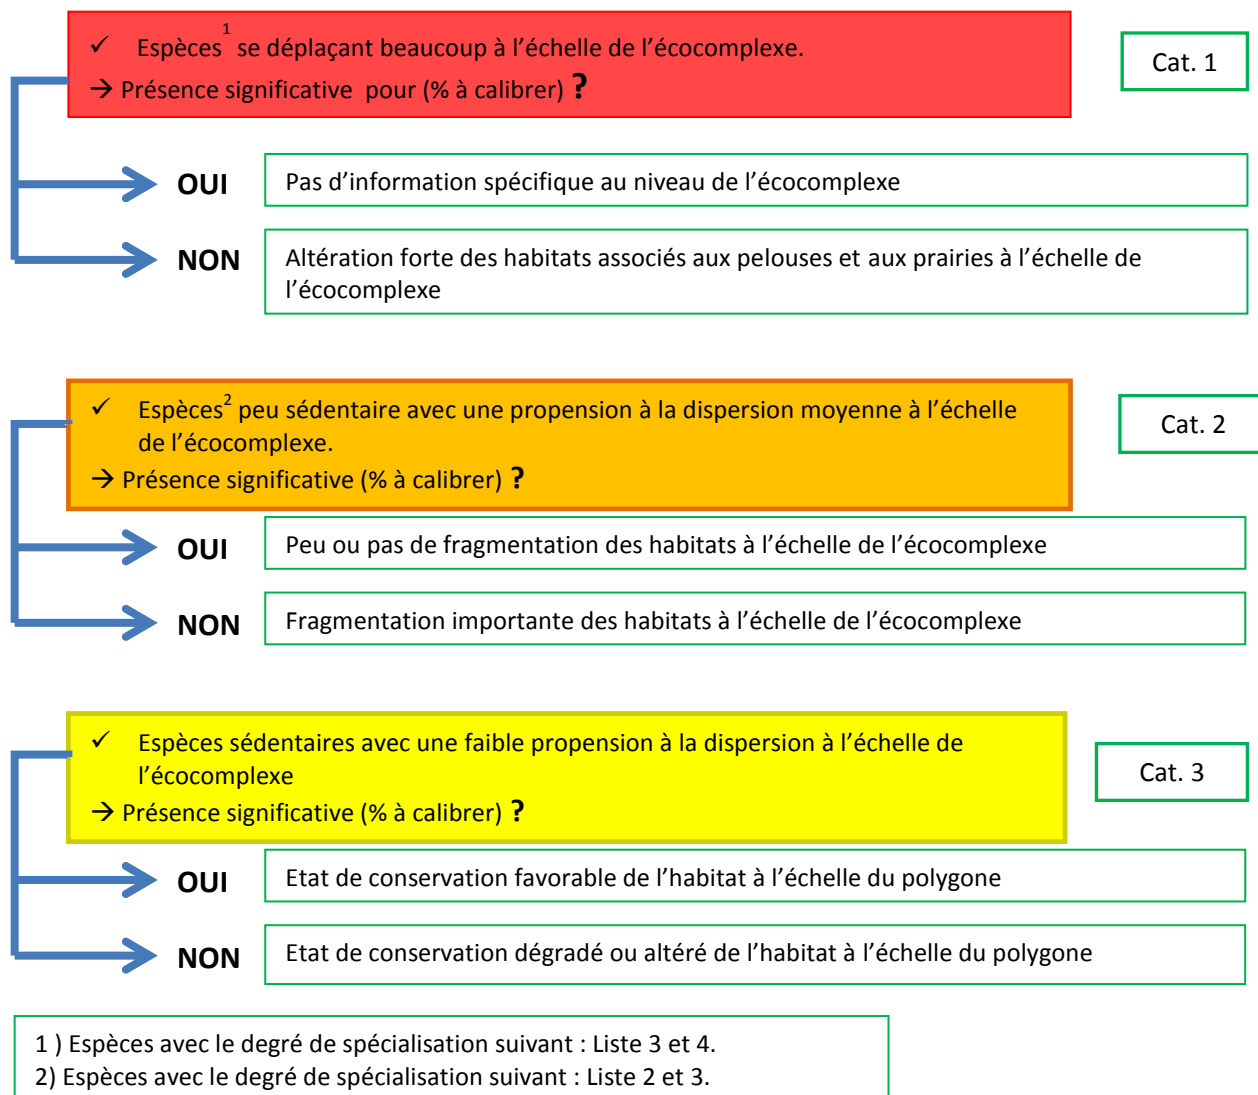 ✓ Espèces1 se déplaçant beaucoup à l'échelle de l'écocomplexe.
→ Présence significative pour (% à calibrer) ?
Cat. 1
OUI
Pas d'information spécifique au niveau de l'écocomplexe
NON
Altération forte des habitats associés aux pelouses et aux prairies à l'échelle de
l'écocomplexe
✓ Espèces2 peu sédentaire avec une propension à la dispersion moyenne à l'échelle
de l'écocomplexe.
→ Présence significative (% à calibrer) ?
Cat. 2
OUI
Peu ou pas de fragmentation des habitats à l'échelle de l'écocomplexe
NON
Fragmentation importante des habitats à l'échelle de l'écocomplexe
✓ Espèces sédentaires avec une faible propension à la dispersion à l'échelle de
l'écocomplexe
→ Présence significative (% à calibrer) ?
Cat. 3
OUI
Etat de conservation favorable de l'habitat à l'échelle du polygone
NON
Etat de conservation dégradé ou altéré de l'habitat à l'échelle du polygone
1 ) Espèces avec le degré de spécialisation suivant : Liste 3 et 4.
2) Espèces avec le degré de spécialisation suivant : Liste 2 et 3.